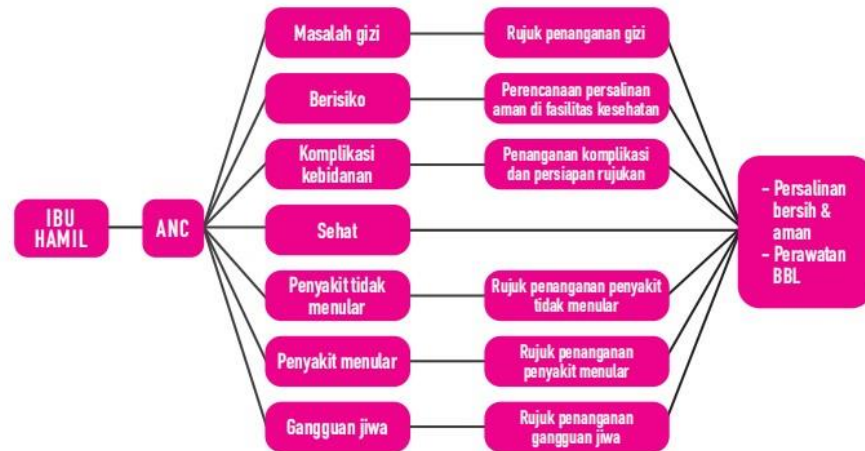 IBU
HAMIL
ANC
Masalah gizi
Rujuk penanganan gizi
Berisiko
Perencanaan persalinan
aman di fasilitas kesehatan
Komplikasi
kebidanan
Penanganan komplikasi
dan persiapan rujukan
Sehat
Penyakit tidak
menular
Rujuk penanganan penyakit
tidak menular
Penyakit menular
Rujuk penanganan
penyakit menular
Gangguan jiwa
Rujuk penanganan
gangguan jiwa
- Persalinan
bersih &
aman
- Perawatan
BBL